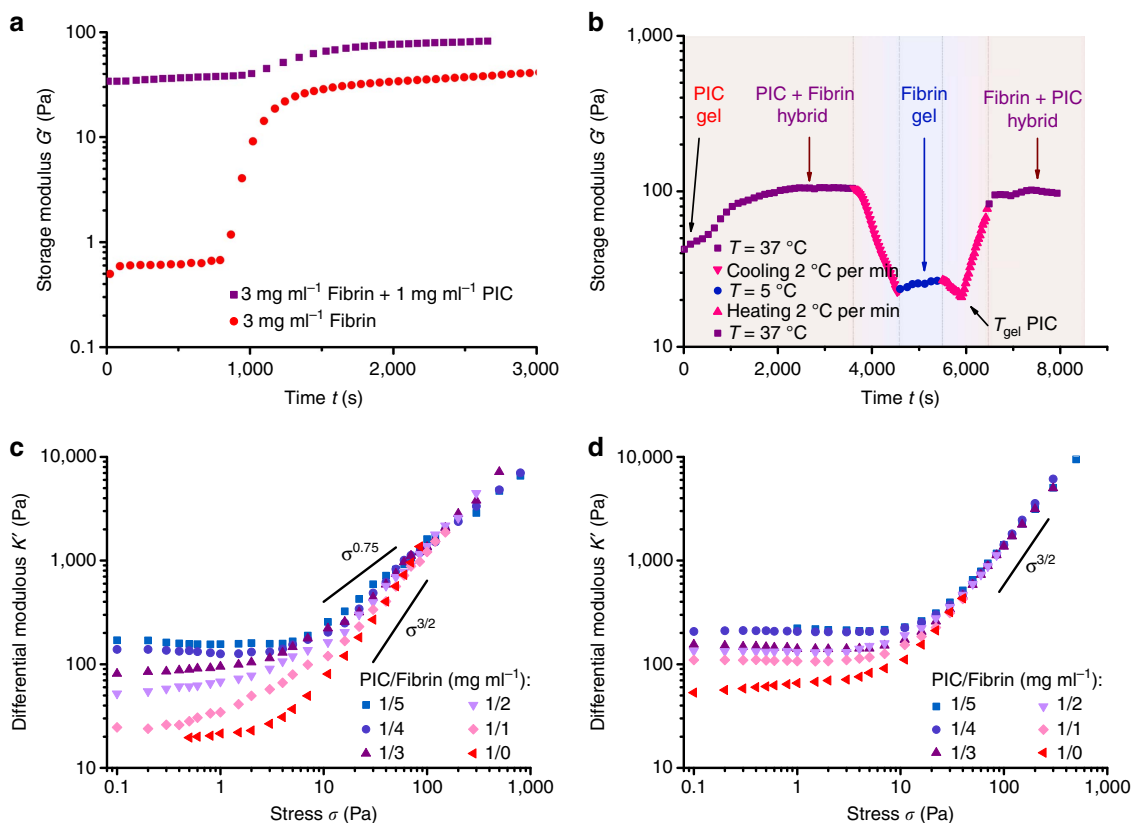 a
Storage modulus G′ (Pa)
100
10
1
0.1
0
1,000
2,000
3,000
Time t (s)
3 mg ml⁻¹ Fibrin + 1 mg ml⁻¹ PIC
3 mg ml⁻¹ Fibrin
b
Storage modulus G′ (Pa)
1,000
100
10
0
2,000
4,000
6,000
8,000
Time t (s)
PIC
gel
PIC + Fibrin
hybrid
Fibrin
gel
Fibrin + PIC
hybrid
T = 37 °C
Cooling 2 °C per min
T = 5 °C
Heating 2 °C per min
T = 37 °C
Tgel PIC
c
Differential modulus K′ (Pa)
10,000
1,000
100
10
0.1
1
10
100
1,000
Stress σ (Pa)
σ0.75
σ3/2
PIC/Fibrin (mg ml⁻¹):
1/5
1/2
1/4
1/1
1/3
1/0
d
Differential modulus K′ (Pa)
10,000
1,000
100
10
0.1
1
10
100
1,000
Stress σ (Pa)
σ3/2
PIC/Fibrin (mg ml⁻¹):
1/5
1/2
1/4
1/1
1/3
1/0